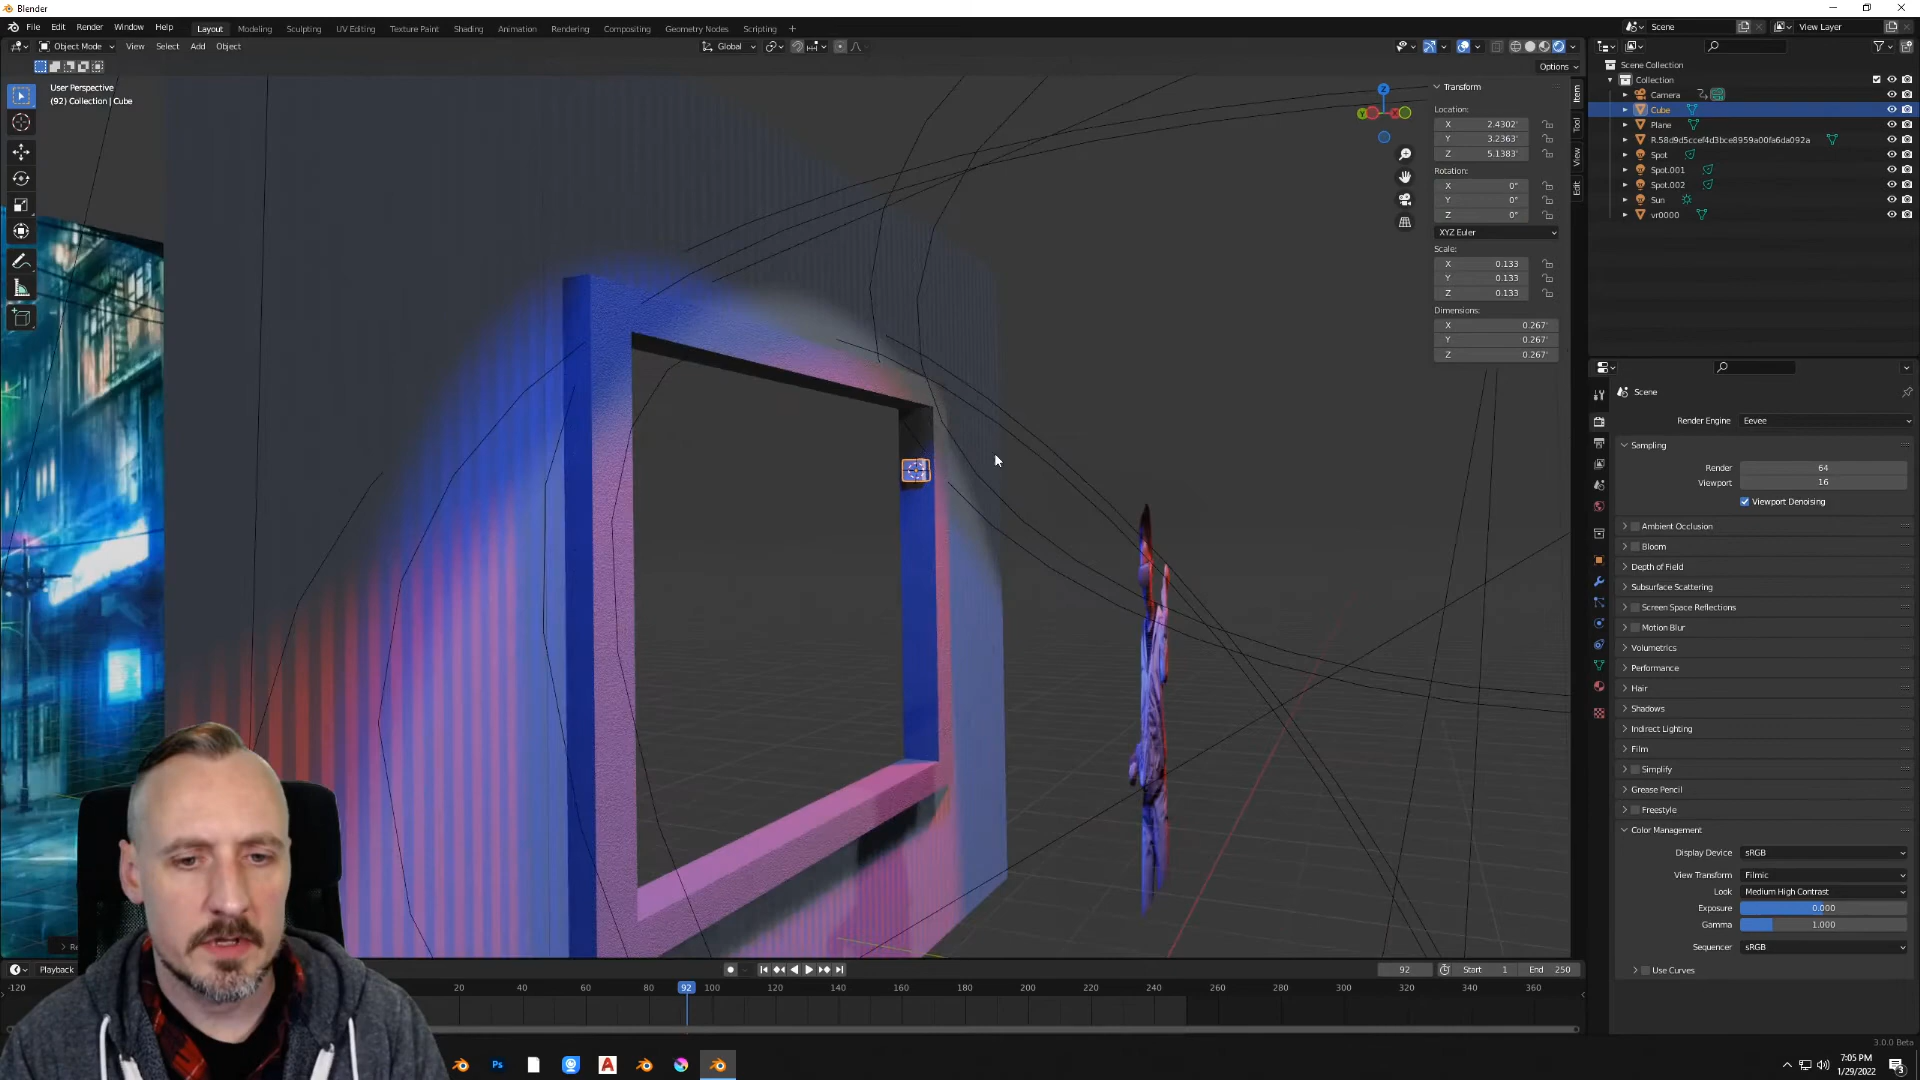 Blender
File Edit Render Window Help Layout Modeling Sculpting UV Editing Texture Paint Shading Animation Rendering Compositing Geometry Nodes Scripting +
Scene View Layer
Object Mode View Select Add Object Global
Options
User Perspective
(92) Collection | Cube
Transform
Location:
X 2.4302'
Y 3.2363'
Z 5.1383'
Rotation:
X 0°
Y 0°
Z 0°
XYZ Euler
Scale:
X 0.133
Y 0.133
Z 0.133
Dimensions:
X 0.267'
Y 0.267'
Z 0.267'
Item
Tool
View
Edit
Scene Collection
Collection
Camera
Cube
Plane
R.58d9d5ccef4d3bce8959a00fa6da092a
Spot
Spot.001
Spot.002
Sun
vr0000
Scene
Render Engine Eevee
Sampling
Render 64
Viewport 16
Viewport Denoising
Ambient Occlusion
Bloom
Depth of Field
Subsurface Scattering
Screen Space Reflections
Motion Blur
Volumetrics
Performance
Hair
Shadows
Indirect Lighting
Film
Simplify
Grease Pencil
Freestyle
Color Management
Display Device sRGB
View Transform Filmic
Look Medium High Contrast
Exposure 0.000
Gamma 1.000
Sequencer sRGB
Use Curves
Playback
92 Start 1 End 250
-120 20 40 60 80 92 100 120 140 160 180 200 220 240 260 280 300 320 340 360
3.0.0 Beta
7:05 PM
1/29/2022